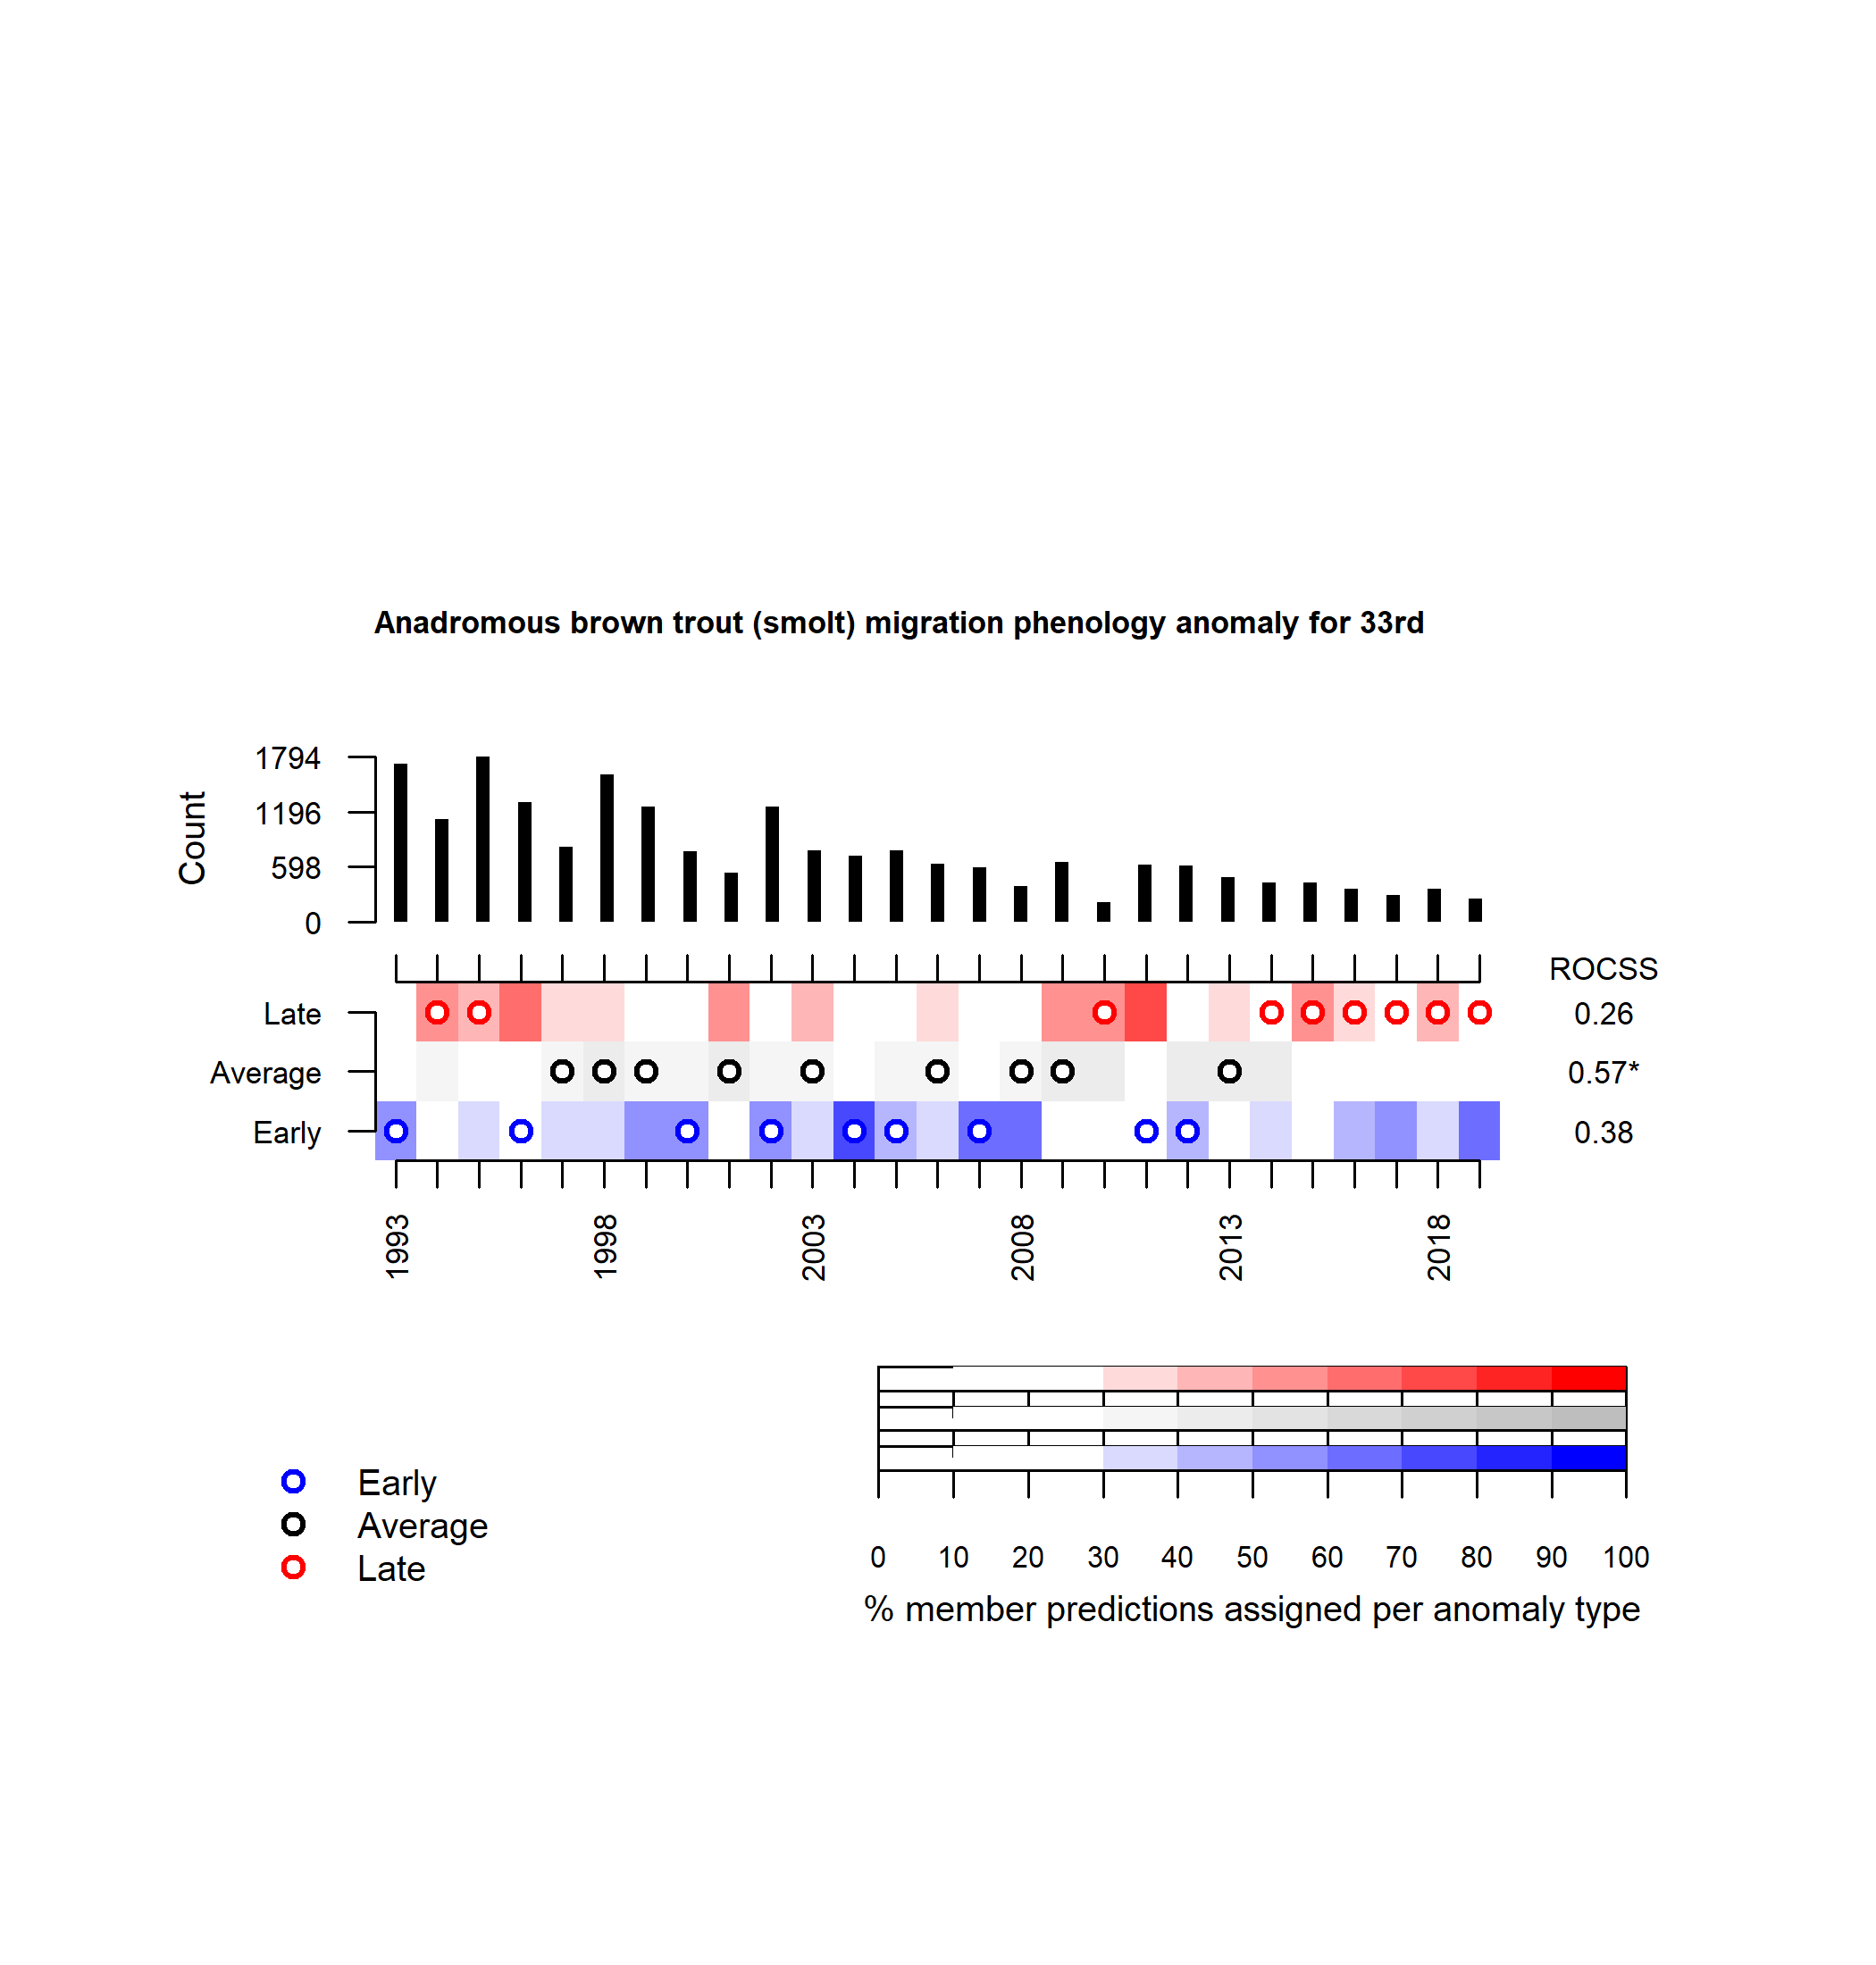 Anadromous brown trout (smolt) migration phenology anomaly for 33rd
Count
1794
1196
598
0
ROCSS
Late 0.26
Average 0.57*
Early 0.38
1993 1998 2003 2008 2013 2018
Early
Average
Late
0 10 20 30 40 50 60 70 80 90 100
% member predictions assigned per anomaly type